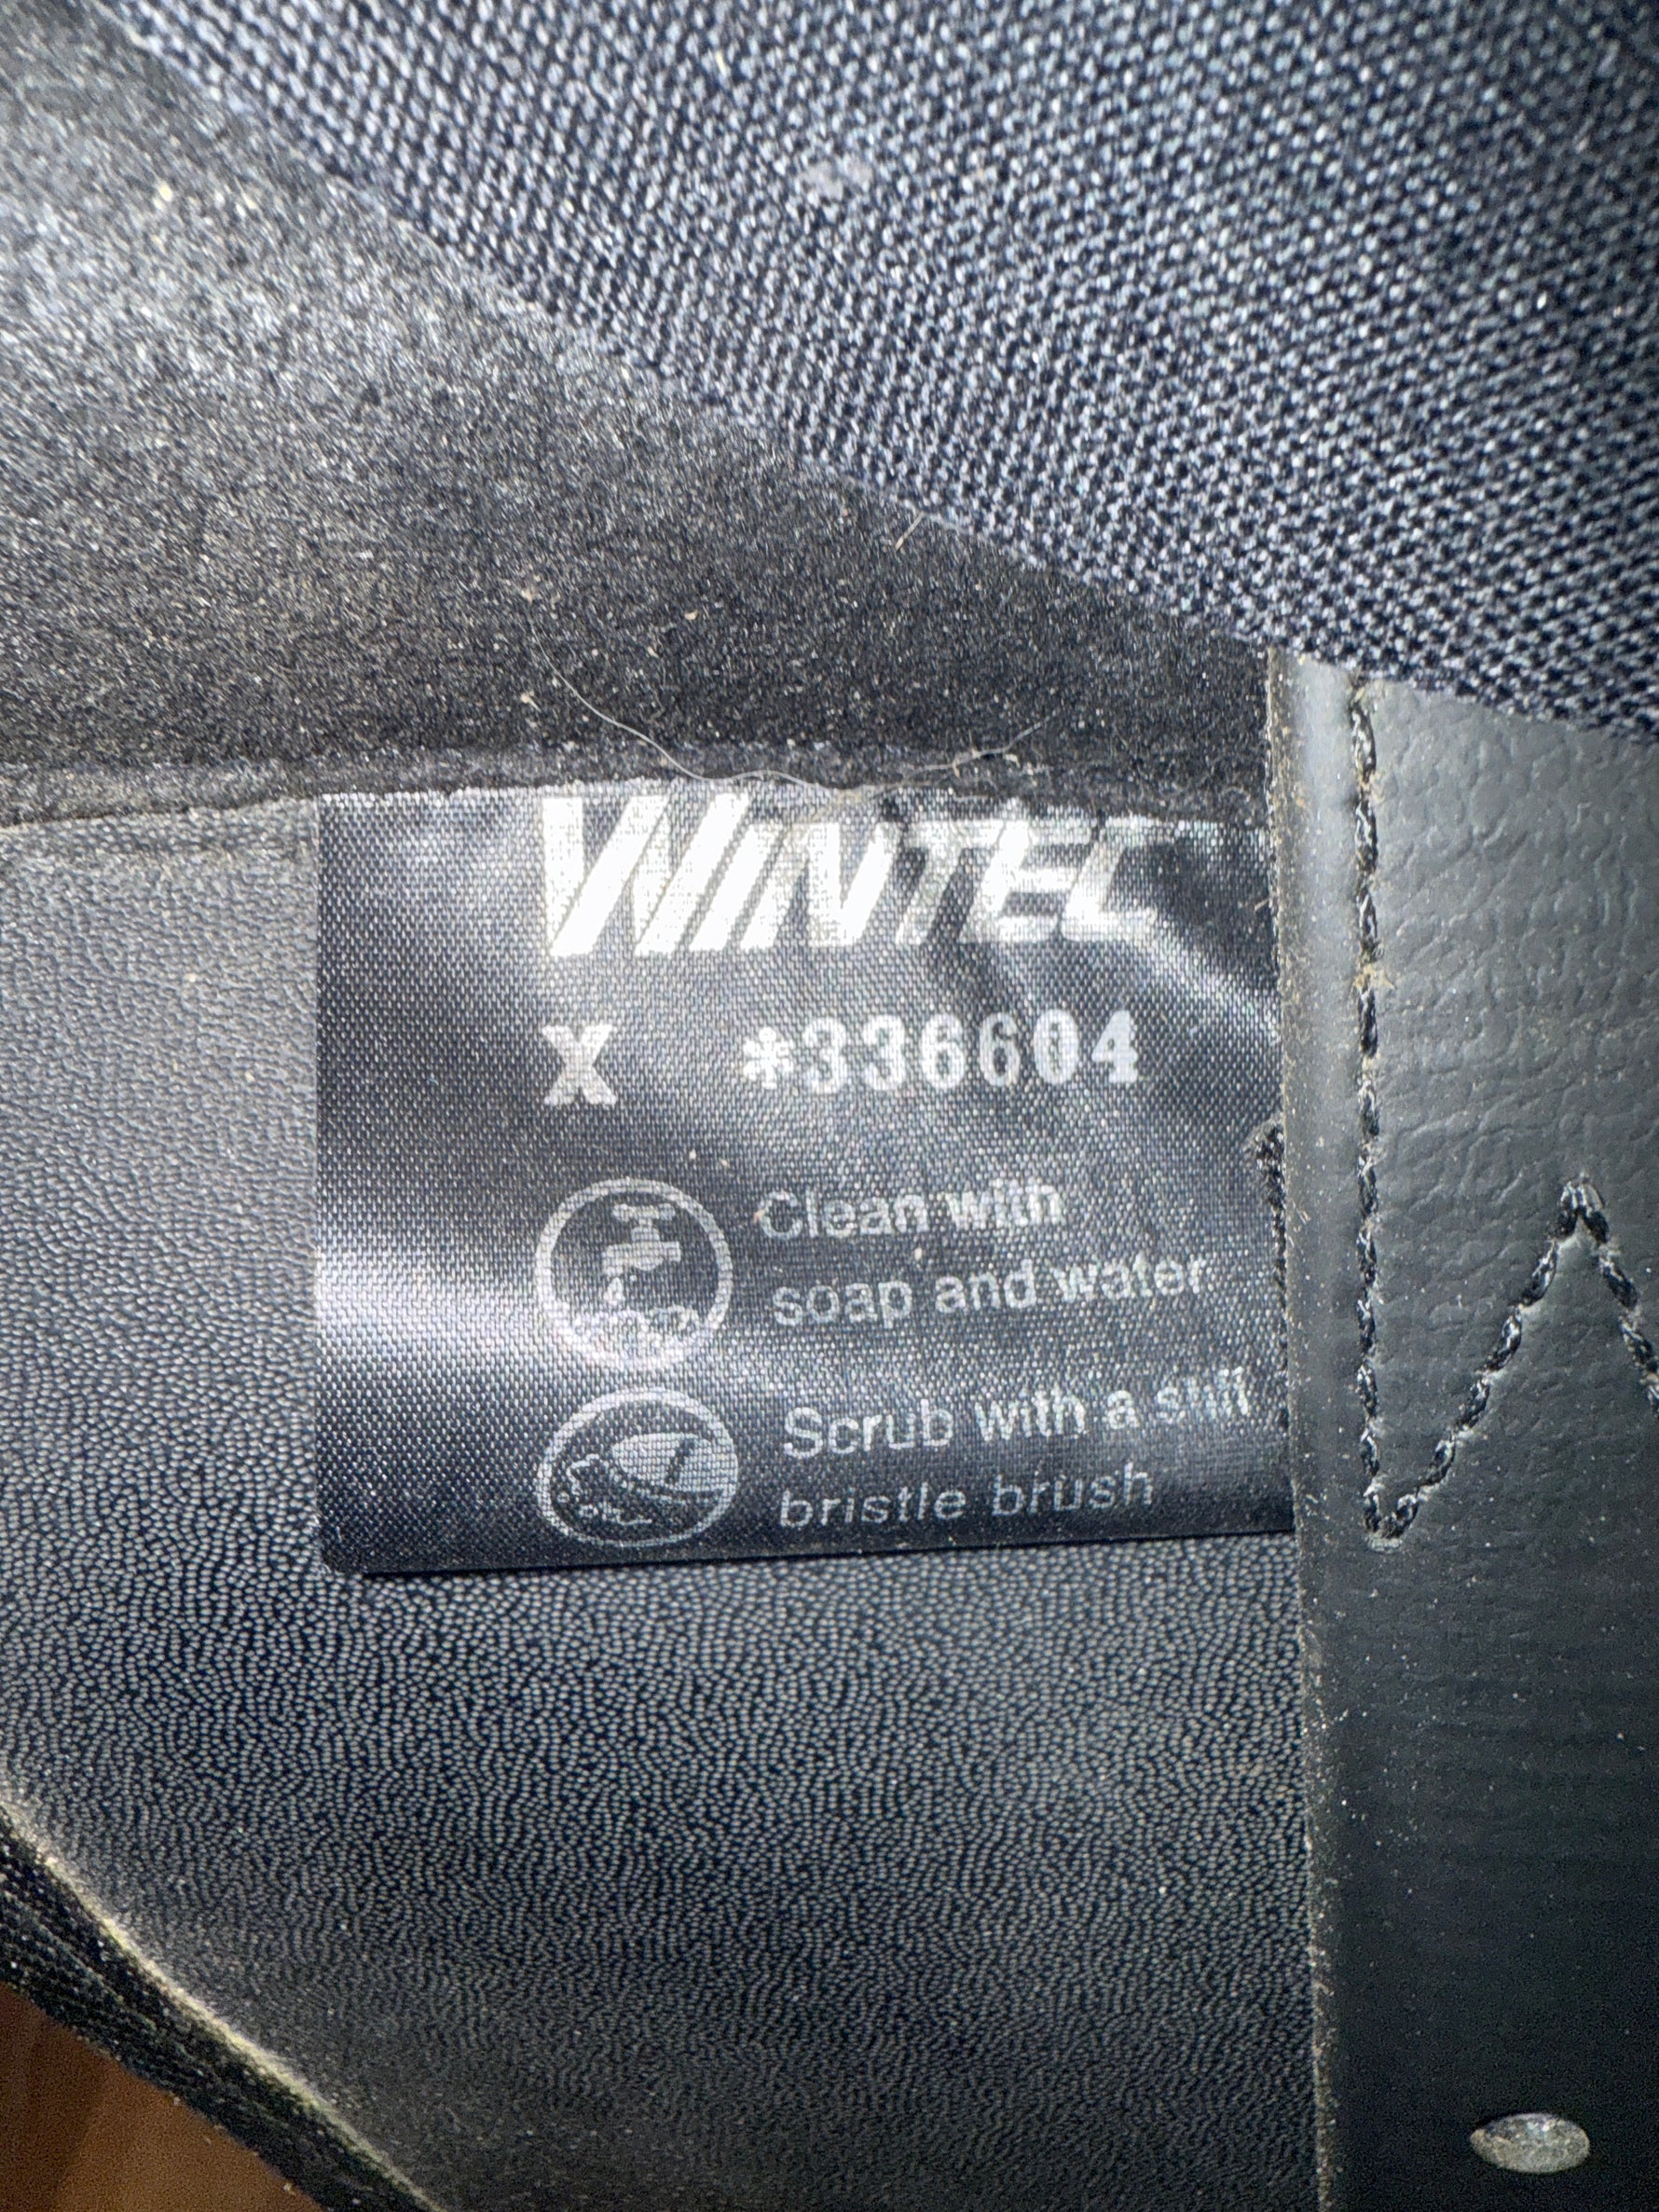 WINTEC
X *336604
Clean with
soap and water
Scrub with a stiff
bristle brush